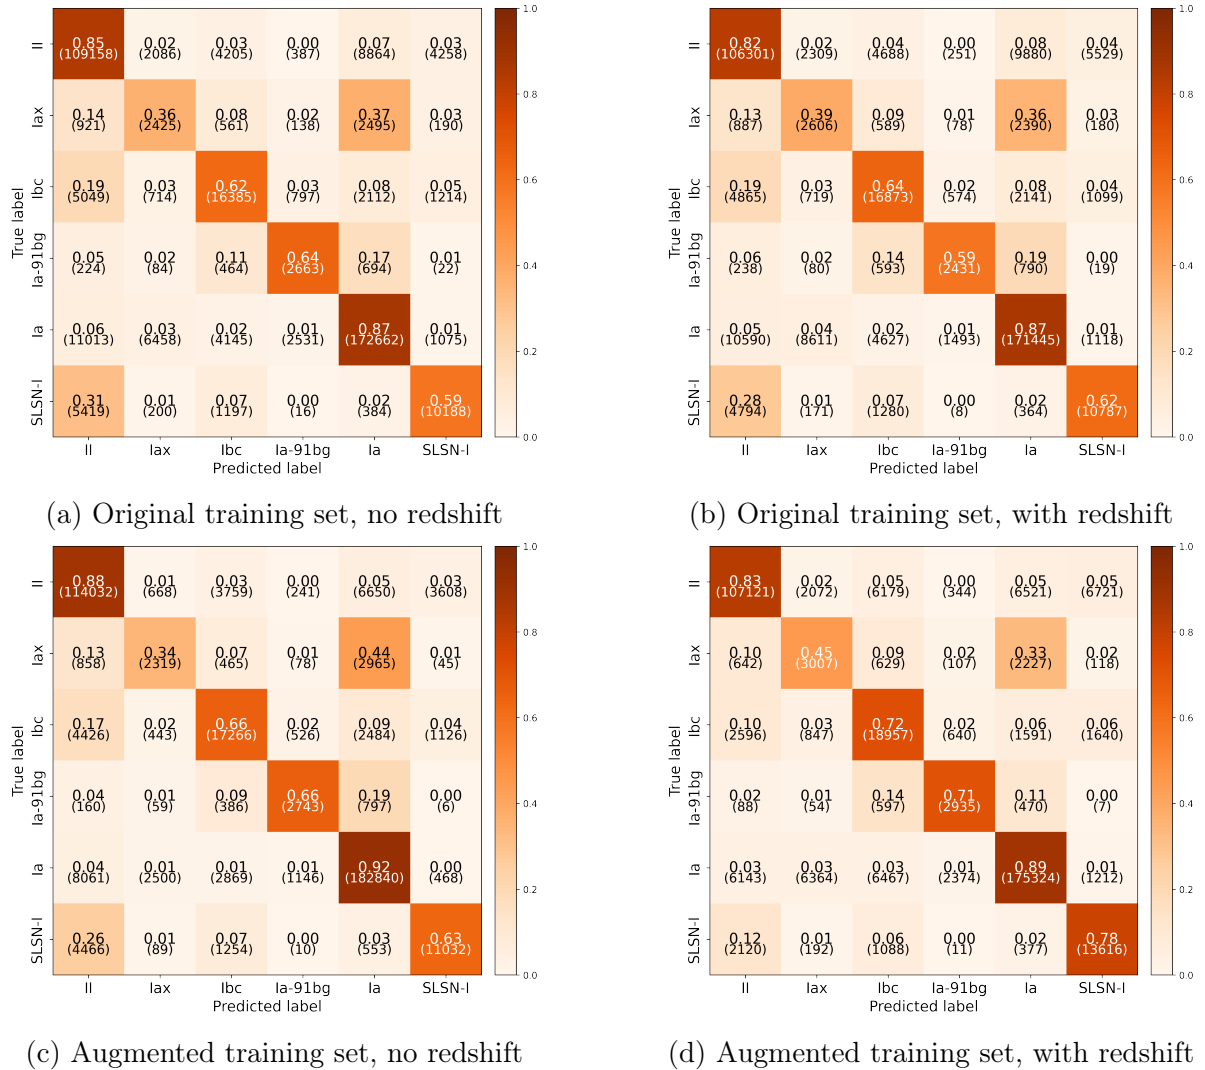 II 0.85 0.02 0.03 0.00 0.07 0.03
(109158) (2086) (4205) (387) (8864) (4258)
Iax 0.14 0.36 0.08 0.02 0.37 0.03
(921) (2425) (561) (138) (2495) (190)
Ibc 0.19 0.03 0.62 0.03 0.08 0.05
(5049) (714) (16385) (797) (2112) (1214)
Ia-91bg 0.05 0.02 0.11 0.64 0.17 0.01
(224) (84) (464) (2663) (694) (22)
Ia 0.06 0.03 0.02 0.01 0.87 0.01
(11013) (6458) (4145) (2531) (172662) (1075)
SLSN-I 0.31 0.01 0.07 0.00 0.02 0.59
(5419) (200) (1197) (16) (384) (10188)
True label
II Iax Ibc Ia-91bg Ia SLSN-I
Predicted label
1.0
0.8
0.6
0.4
0.2
0.0
(a) Original training set, no redshift
II 0.82 0.02 0.04 0.00 0.08 0.04
(106301) (2309) (4688) (251) (9880) (5529)
Iax 0.13 0.39 0.09 0.01 0.36 0.03
(887) (2606) (589) (78) (2390) (180)
Ibc 0.19 0.03 0.64 0.02 0.08 0.04
(4865) (719) (16873) (574) (2141) (1099)
Ia-91bg 0.06 0.02 0.14 0.59 0.19 0.00
(238) (80) (593) (2431) (790) (19)
Ia 0.05 0.04 0.02 0.01 0.87 0.01
(10590) (8611) (4627) (1493) (171445) (1118)
SLSN-I 0.28 0.01 0.07 0.00 0.02 0.62
(4794) (171) (1280) (8) (364) (10787)
True label
II Iax Ibc Ia-91bg Ia SLSN-I
Predicted label
1.0
0.8
0.6
0.4
0.2
0.0
(b) Original training set, with redshift
II 0.88 0.01 0.03 0.00 0.05 0.03
(114032) (668) (3759) (241) (6650) (3608)
Iax 0.13 0.34 0.07 0.01 0.44 0.01
(858) (2319) (465) (78) (2965) (45)
Ibc 0.17 0.02 0.66 0.02 0.09 0.04
(4426) (443) (17266) (526) (2484) (1126)
Ia-91bg 0.04 0.01 0.09 0.66 0.19 0.00
(160) (59) (386) (2743) (797) (6)
Ia 0.04 0.01 0.01 0.01 0.92 0.00
(8061) (2500) (2869) (1146) (182840) (468)
SLSN-I 0.26 0.01 0.07 0.00 0.03 0.63
(4466) (89) (1254) (10) (553) (11032)
True label
II Iax Ibc Ia-91bg Ia SLSN-I
Predicted label
1.0
0.8
0.6
0.4
0.2
0.0
(c) Augmented training set, no redshift
II 0.83 0.02 0.05 0.00 0.05 0.05
(107121) (2072) (6179) (344) (6521) (6721)
Iax 0.10 0.45 0.09 0.02 0.33 0.02
(642) (3007) (629) (107) (2227) (118)
Ibc 0.10 0.03 0.72 0.02 0.06 0.06
(2596) (847) (18957) (640) (1591) (1640)
Ia-91bg 0.02 0.01 0.14 0.71 0.11 0.00
(88) (54) (597) (2935) (470) (7)
Ia 0.03 0.03 0.03 0.01 0.89 0.01
(6143) (6364) (6467) (2374) (175324) (1212)
SLSN-I 0.12 0.01 0.06 0.00 0.02 0.78
(2120) (192) (1088) (11) (377) (13616)
True label
II Iax Ibc Ia-91bg Ia SLSN-I
Predicted label
1.0
0.8
0.6
0.4
0.2
0.0
(d) Augmented training set, with redshift